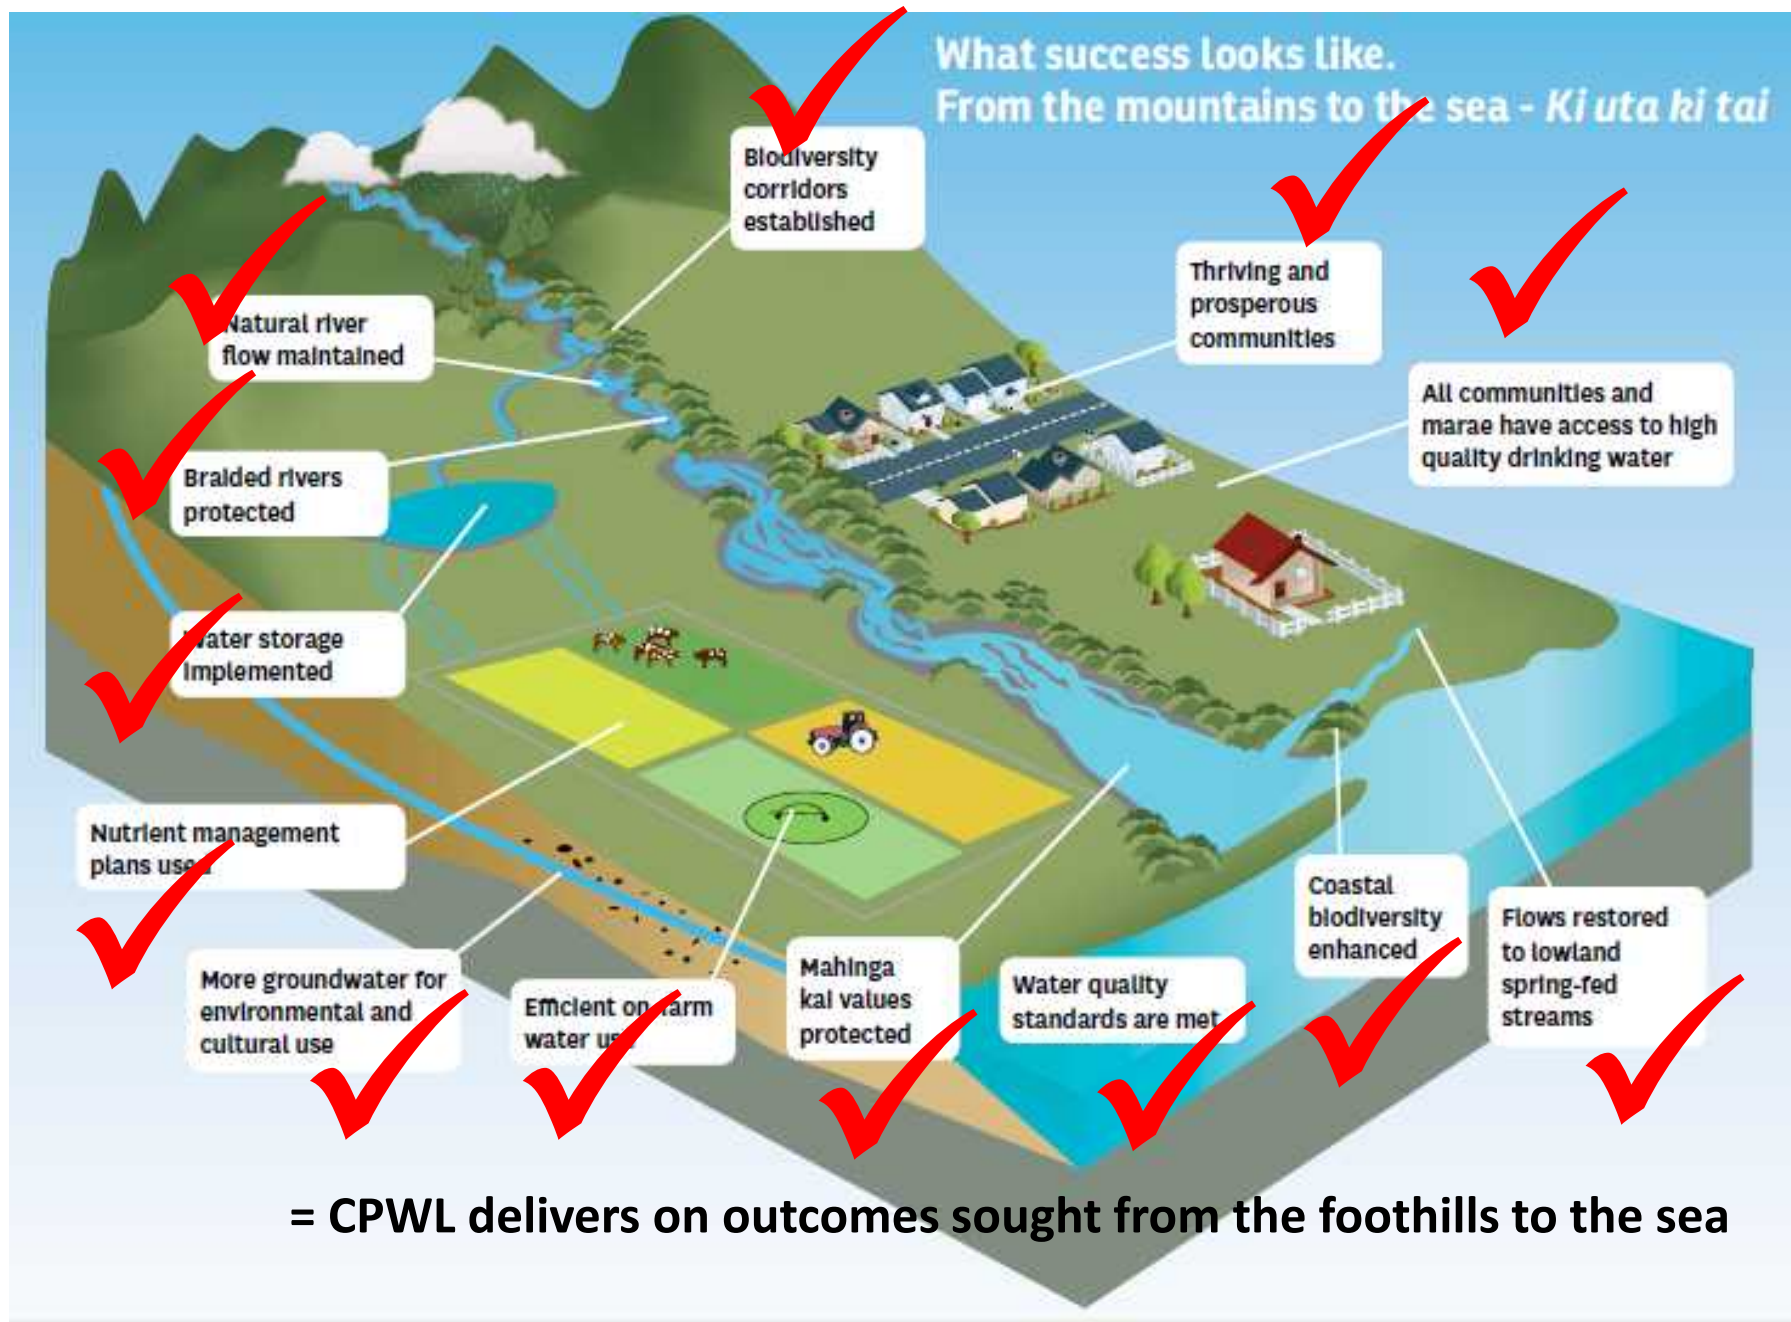 What success looks like.
From the mountains to the sea - Ki uta ki tai
Biodiversity
corridors
established
Thriving and
prosperous
communities
Natural river
flow maintained
All communities and
marae have access to high
quality drinking water
Braided rivers
protected
Water storage
implemented
Nutrient management
plans used
More groundwater for
environmental and
cultural use
Efficient on-farm
water use
Mahinga
kai values
protected
Water quality
standards are met
Coastal
biodiversity
enhanced
Flows restored
to lowland
spring-fed
streams
= CPWL delivers on outcomes sought from the foothills to the sea